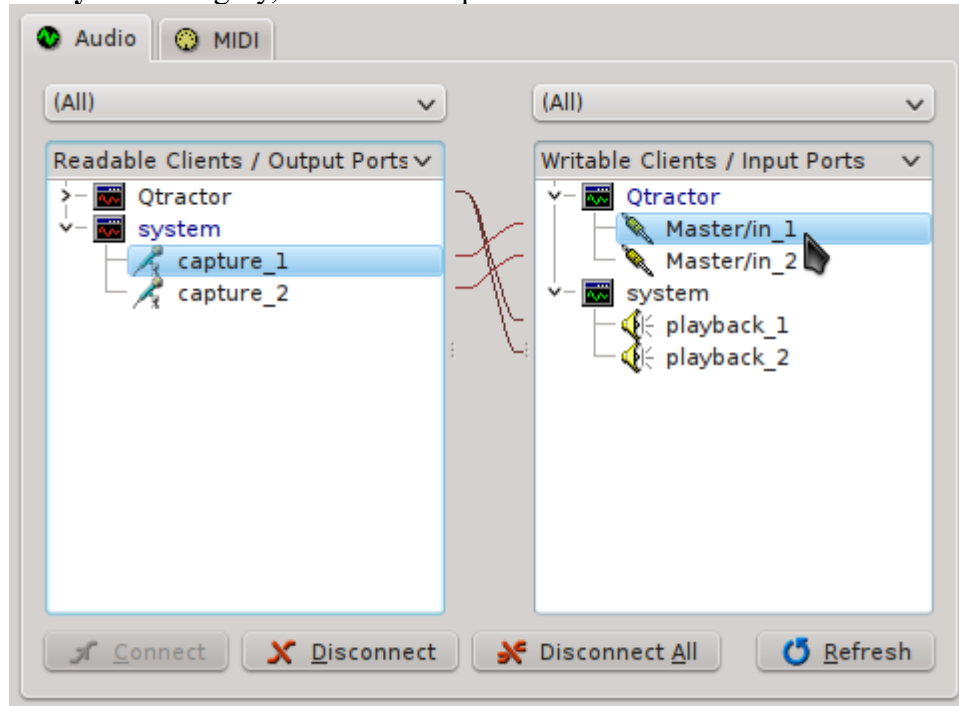 Audio MIDI
(All) (All)
Readable Clients / Output Ports Writable Clients / Input Ports
Qtractor Qtractor
system Master/in_1
capture_1 Master/in_2
capture_2 system
playback_1
playback_2
Connect Disconnect Disconnect All Refresh